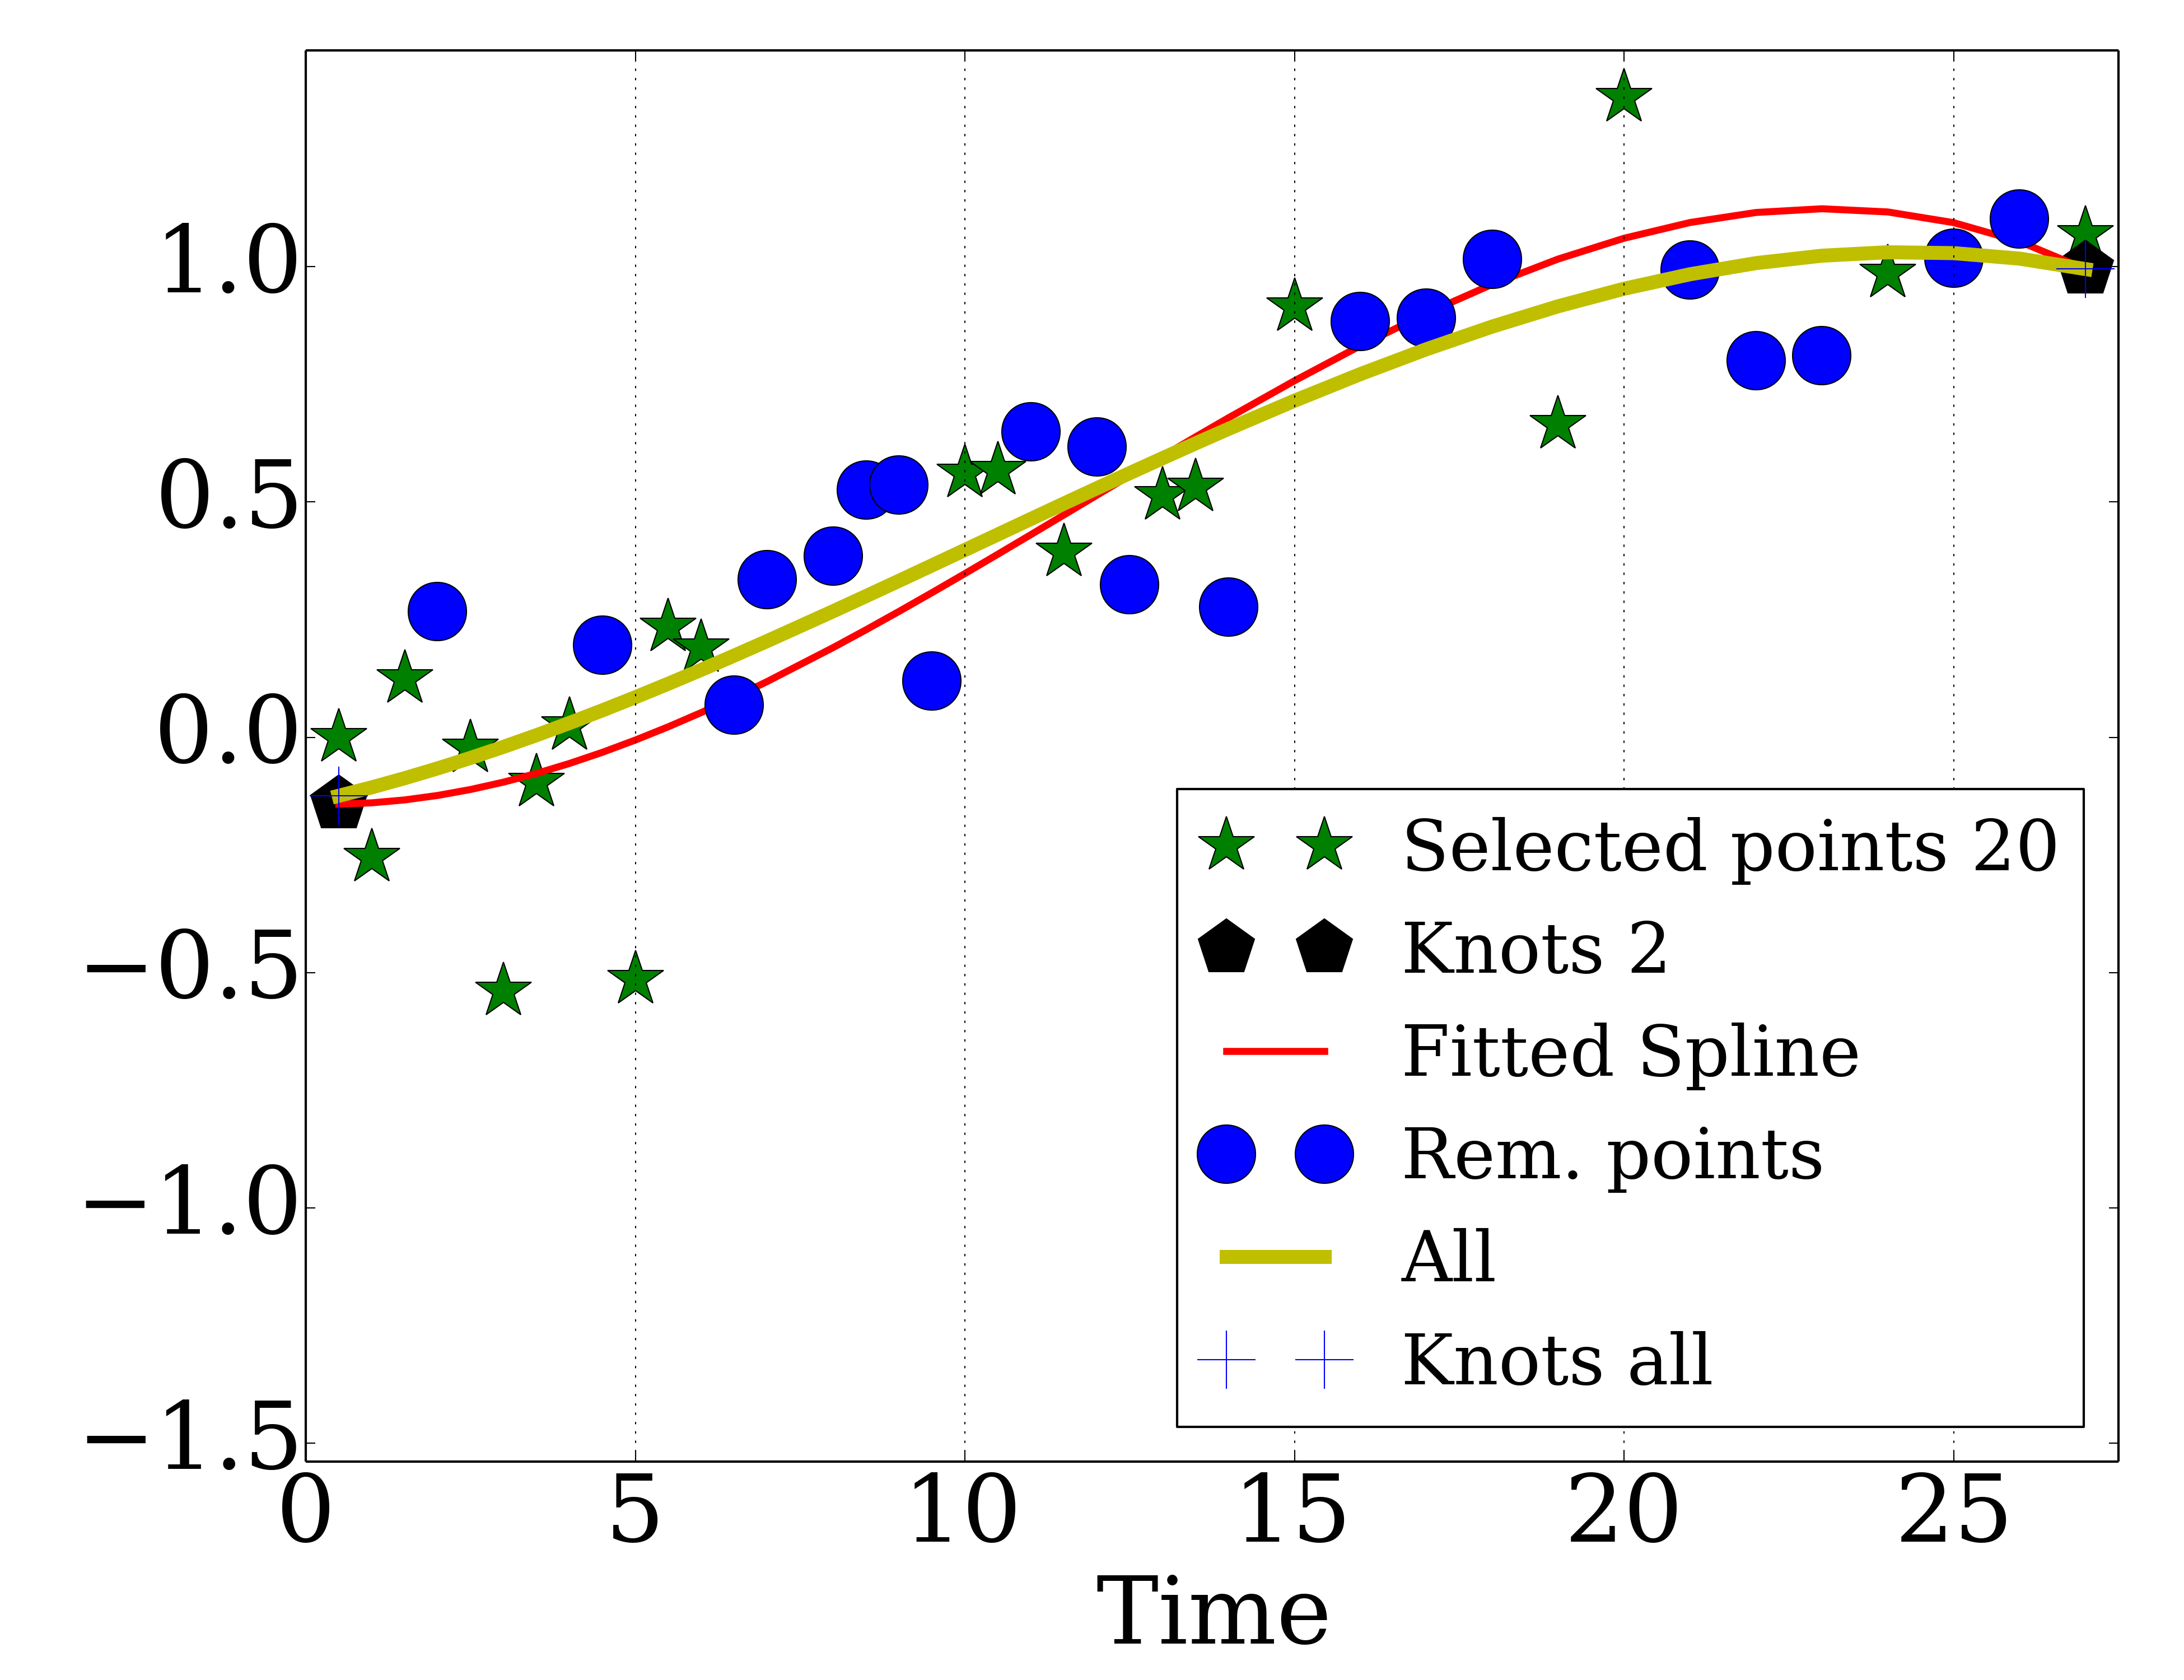 1.0
0.5
0.0
−0.5
−1.0
−1.5
0 5 10 15 20 25
Time
Selected points 20
Knots 2
Fitted Spline
Rem. points
All
Knots all